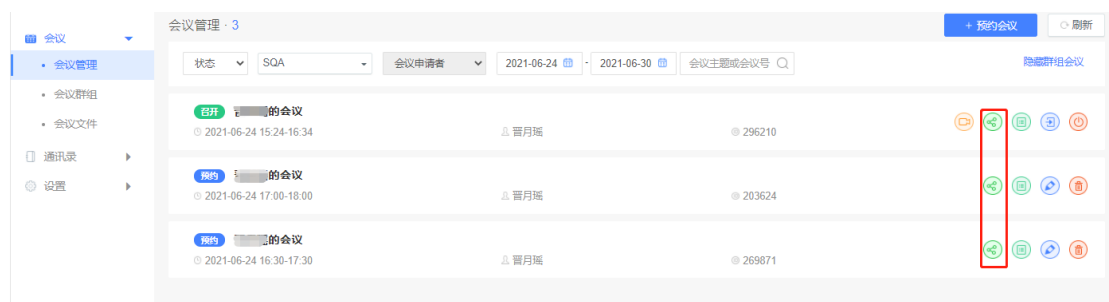 会议
会议管理
会议群组
会议文件
通讯录
设置
会议管理 · 3
+ 预约会议
刷新
状态
SQA
会议申请者
2021-06-24 - 2021-06-30
会议主题或会议号
隐藏群组会议
召开 的会议
2021-06-24 15:24-16:34 晋月瑶 296210
预约 的会议
2021-06-24 17:00-18:00 晋月瑶 203624
预约 的会议
2021-06-24 16:30-17:30 晋月瑶 269871